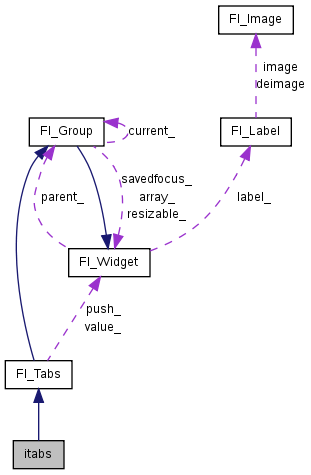 Fl_Image
image
deimage
Fl_Group
current_
Fl_Label
savedfocus_
parent_
array_
label_
resizable_
Fl_Widget
push_
value_
Fl_Tabs
itabs